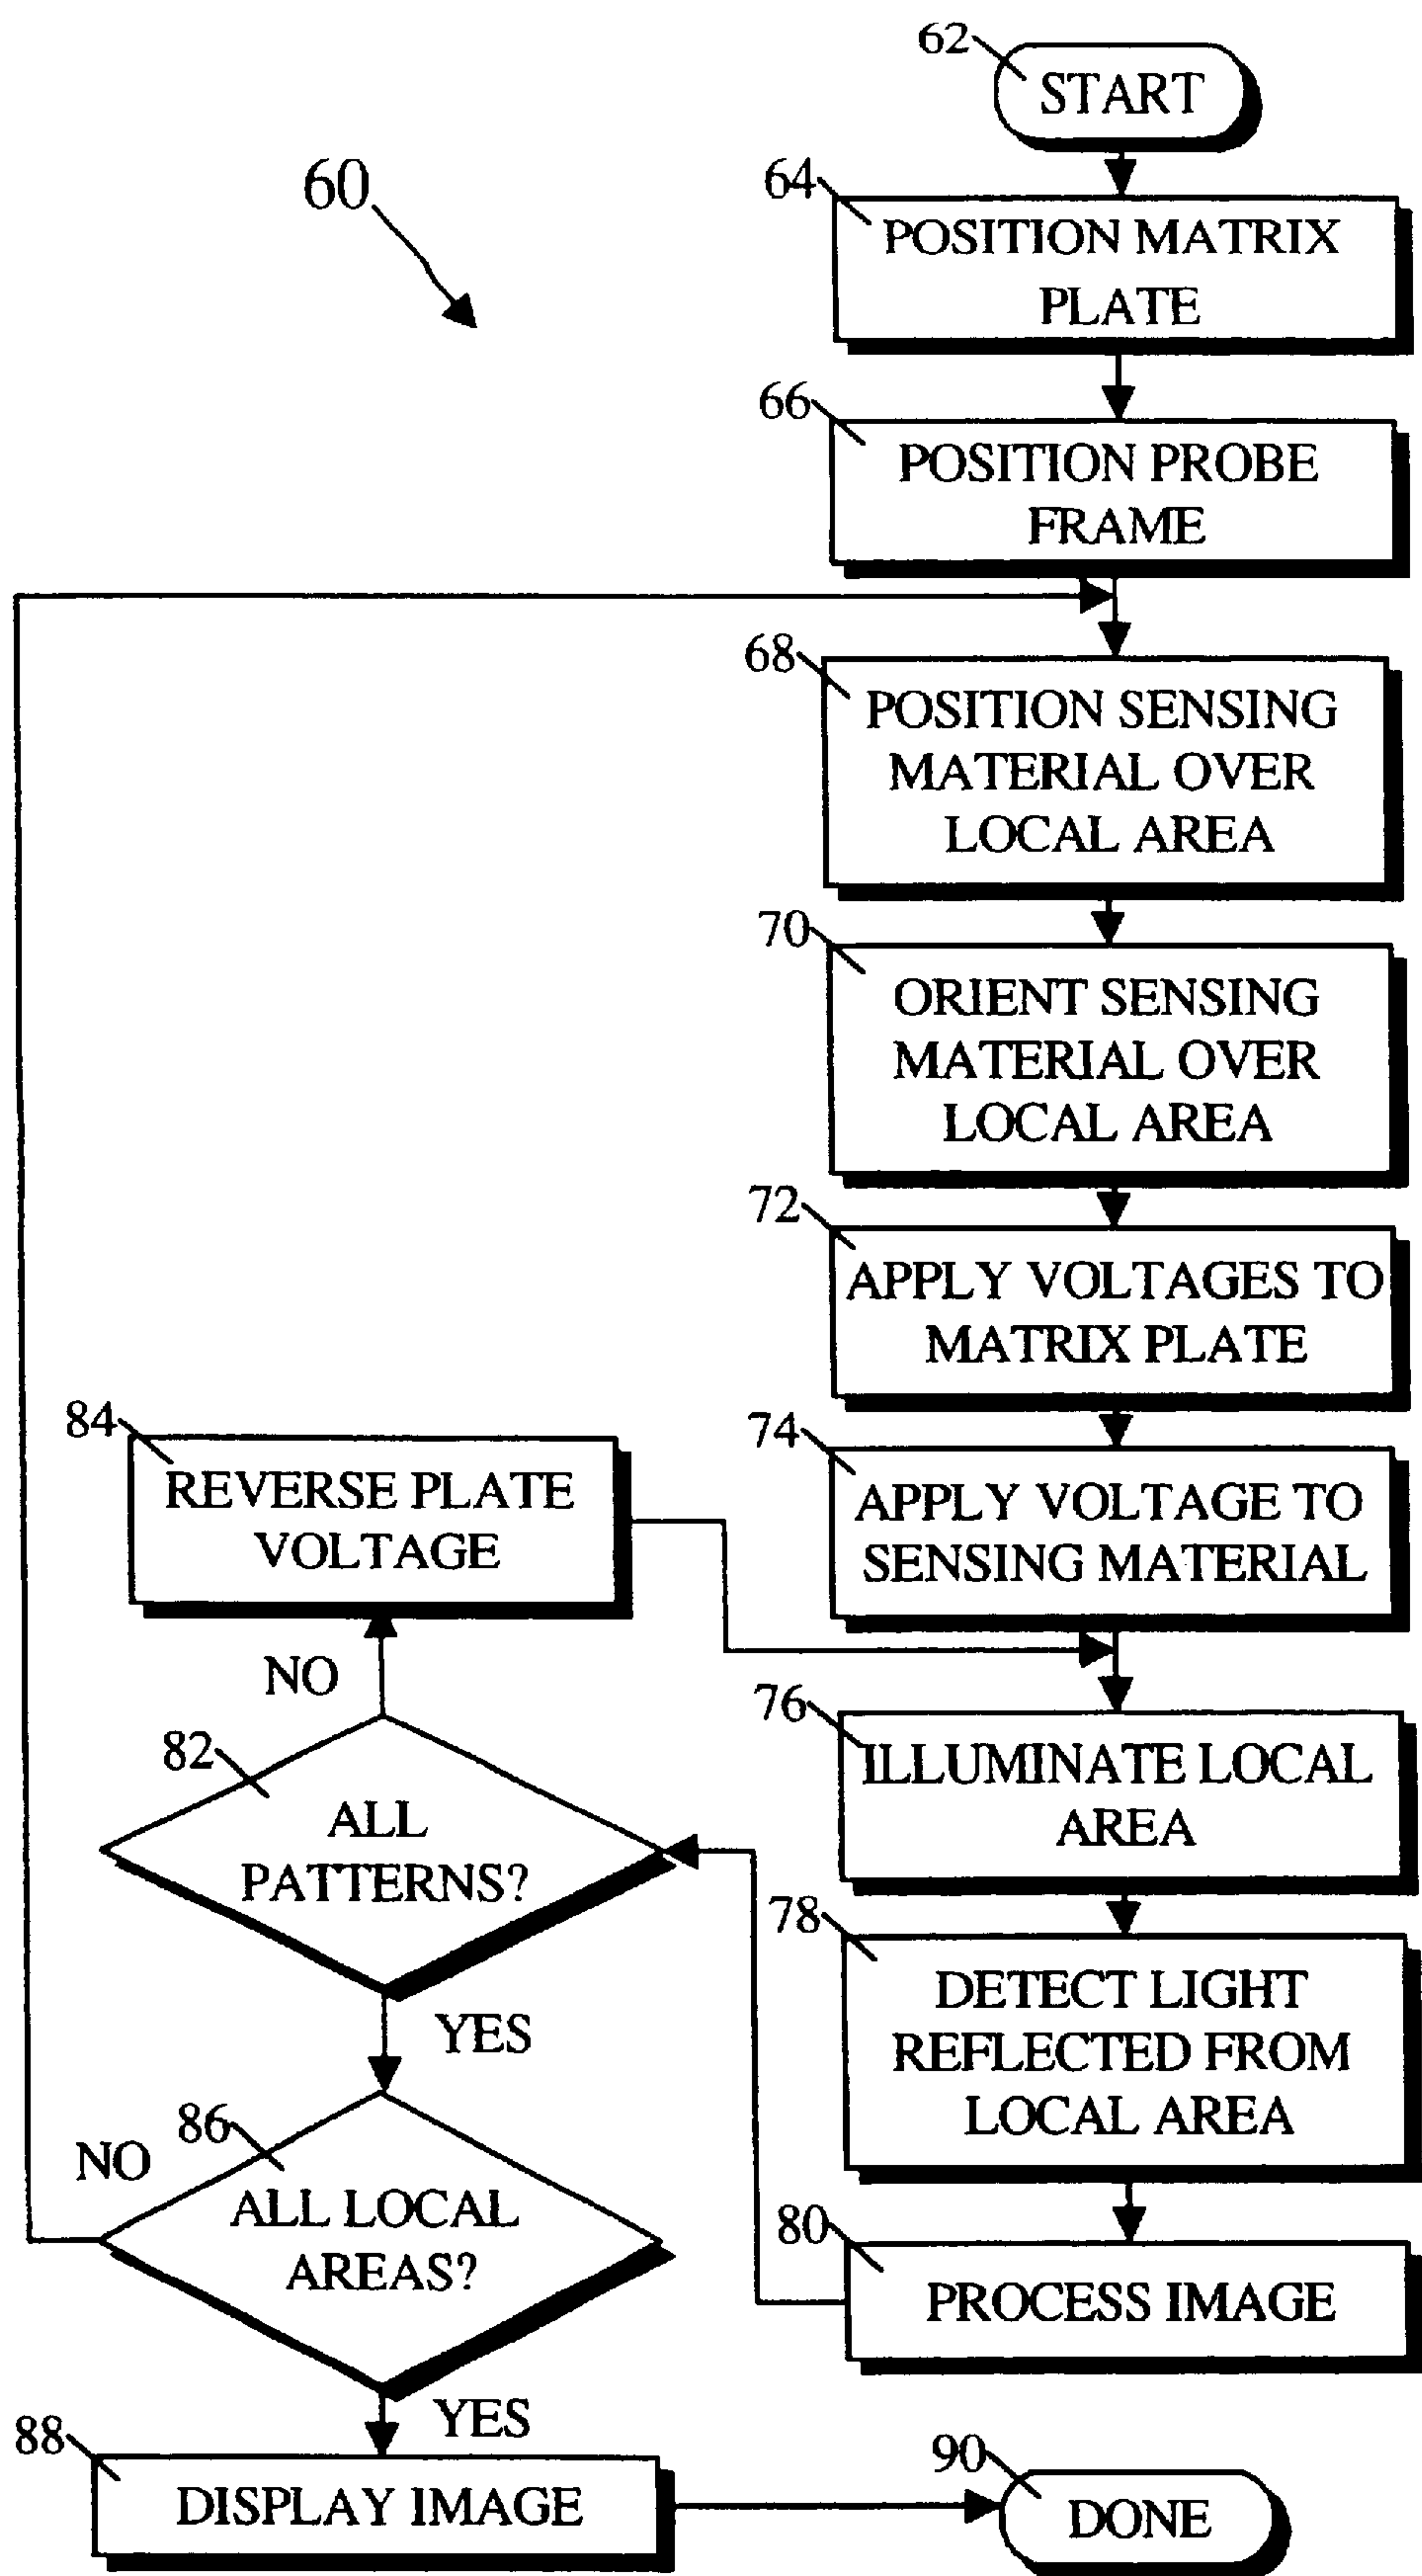 62
START
60
64
POSITION MATRIX
PLATE
66
POSITION PROBE
FRAME
68
POSITION SENSING
MATERIAL OVER
LOCAL AREA
70
ORIENT SENSING
MATERIAL OVER
LOCAL AREA
72
APPLY VOLTAGES TO
MATRIX PLATE
74
APPLY VOLTAGE TO
SENSING MATERIAL
76
ILLUMINATE LOCAL
AREA
78
DETECT LIGHT
REFLECTED FROM
LOCAL AREA
80
PROCESS IMAGE
82
ALL
PATTERNS?
NO
84
REVERSE PLATE
VOLTAGE
YES
86
ALL LOCAL
AREAS?
NO
YES
88
DISPLAY IMAGE
90
DONE